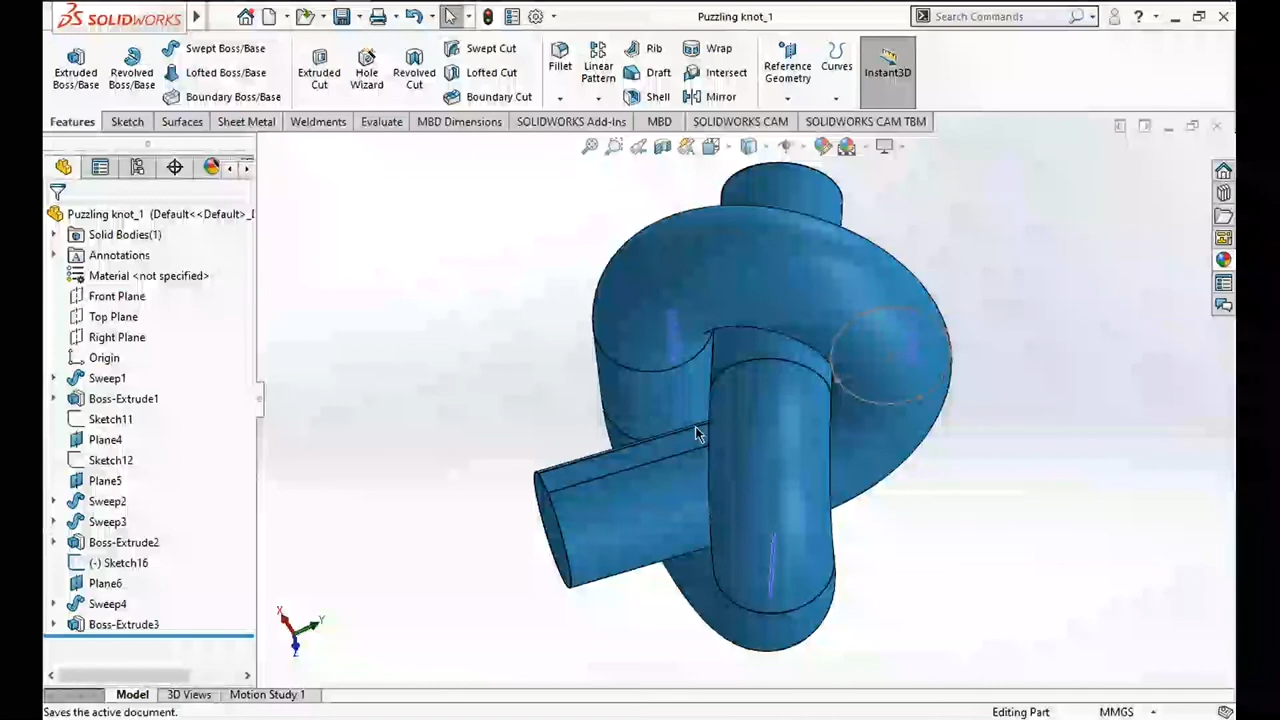 SOLIDWORKS
Puzzling knot_1
Search Commands
Extruded Boss/Base
Revolved Boss/Base
Swept Boss/Base
Lofted Boss/Base
Boundary Boss/Base
Extruded Cut
Hole Wizard
Revolved Cut
Swept Cut
Lofted Cut
Boundary Cut
Fillet
Linear Pattern
Rib
Draft
Shell
Wrap
Intersect
Mirror
Reference Geometry
Curves
Instant3D
Features
Sketch
Surfaces
Sheet Metal
Weldments
Evaluate
MBD Dimensions
SOLIDWORKS Add-Ins
MBD
SOLIDWORKS CAM
SOLIDWORKS CAM TBM
Puzzling knot_1 (Default<<Default>_
Solid Bodies(1)
Annotations
Material <not specified>
Front Plane
Top Plane
Right Plane
Origin
Sweep1
Boss-Extrude1
Sketch11
Plane4
Sketch12
Plane5
Sweep2
Sweep3
Boss-Extrude2
(-) Sketch16
Plane6
Sweep4
Boss-Extrude3
X
Y
Z
Model
3D Views
Motion Study 1
Saves the active document.
Editing Part
MMGS